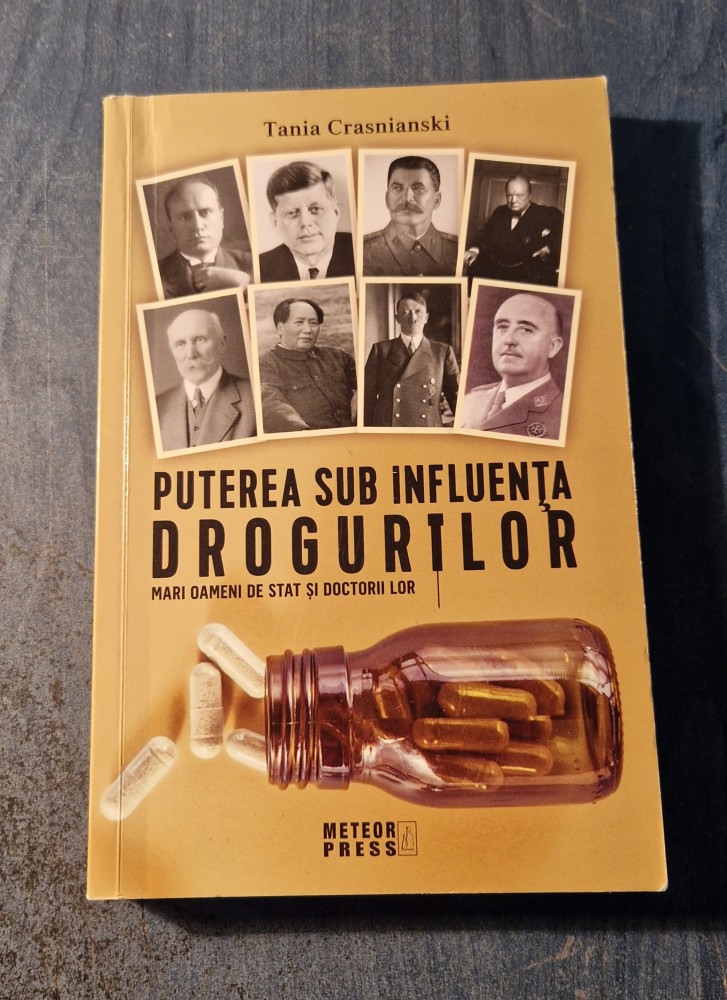 Tania Crasnianski
PUTEREA SUB iNFLUENȚA
DROGURILOR
MARI OAMENI DE STAT ȘI DOCTORII LOR
METEOR
PRESS